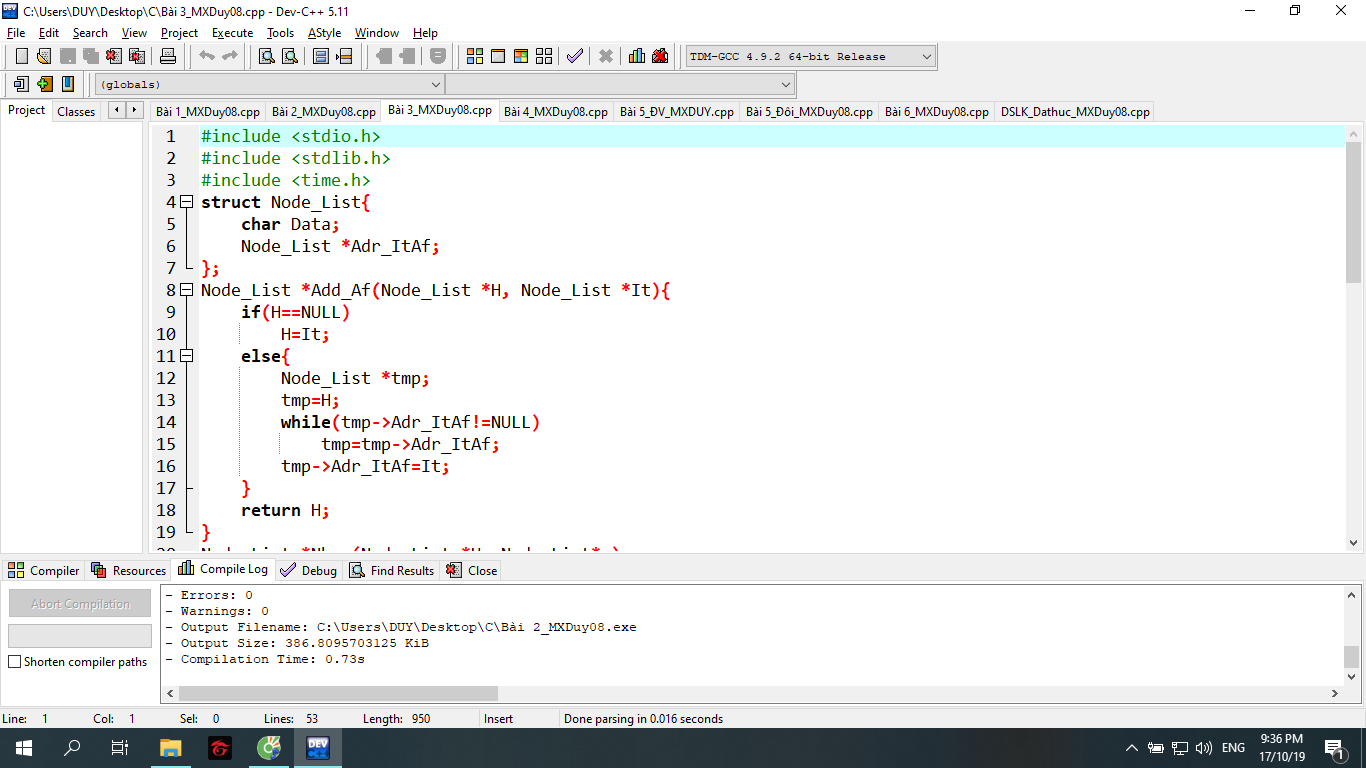 C:\Users\DUY\Desktop\C\Bài 3_MXDuy08.cpp - Dev-C++ 5.11
File Edit Search View Project Execute Tools AStyle Window Help
TDM-GCC 4.9.2 64-bit Release
(globals)
Project Classes Bài 1_MXDuy08.cpp Bài 2_MXDuy08.cpp Bài 3_MXDuy08.cpp Bài 4_MXDuy08.cpp Bài 5_ĐV_MXDUY.cpp Bài 5_Đôi_MXDuy08.cpp Bài 6_MXDuy08.cpp DSLK_Dathuc_MXDuy08.cpp
1 #include <stdio.h>
2 #include <stdlib.h>
3 #include <time.h>
4 struct Node_List{
5 char Data;
6 Node_List *Adr_ItAf;
7 };
8 Node_List *Add_Af(Node_List *H, Node_List *It){
9 if(H==NULL)
10 H=It;
11 else{
12 Node_List *tmp;
13 tmp=H;
14 while(tmp->Adr_ItAf!=NULL)
15 tmp=tmp->Adr_ItAf;
16 tmp->Adr_ItAf=It;
17 }
18 return H;
19 }
Compiler Resources Compile Log Debug Find Results Close
Abort Compilation
Shorten compiler paths
- Errors: 0
- Warnings: 0
- Output Filename: C:\Users\DUY\Desktop\C\Bài 2_MXDuy08.exe
- Output Size: 386.8095703125 KiB
- Compilation Time: 0.73s
Line: 1 Col: 1 Sel: 0 Lines: 53 Length: 950 Insert Done parsing in 0.016 seconds
DEV
ENG
9:36 PM
17/10/19
1